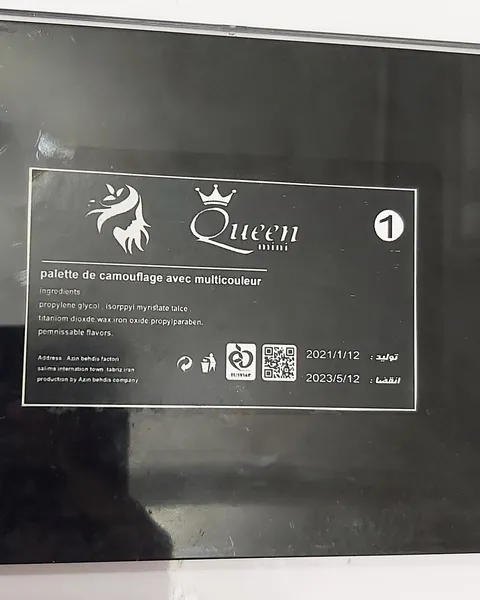 Queen
mini
1
palette de camouflage avec multicouleur
ingredients
propylene glycol , isorppyl myristate talce ,
titaniom dioxde,wax,iron oxide,propylparaben,
pemnissable flavors,
Address : Azin behdis factori
salimi international town tabriz,iran
production by Azin behdis company
2021/1/12 : تولید
2023/5/12 : انقضا